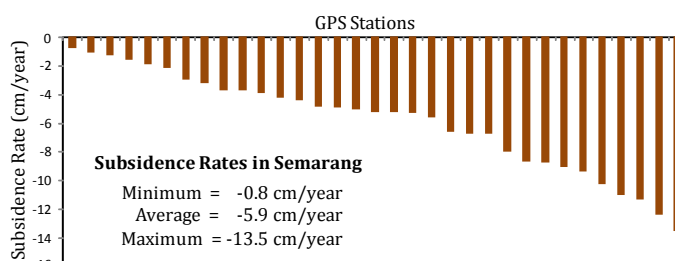 GPS Stations
Subsidence Rate (cm/year)
0
-2
-4
-6
-8
-10
-12
-14
Subsidence Rates in Semarang
Minimum = -0.8 cm/year
Average = -5.9 cm/year
Maximum = -13.5 cm/year